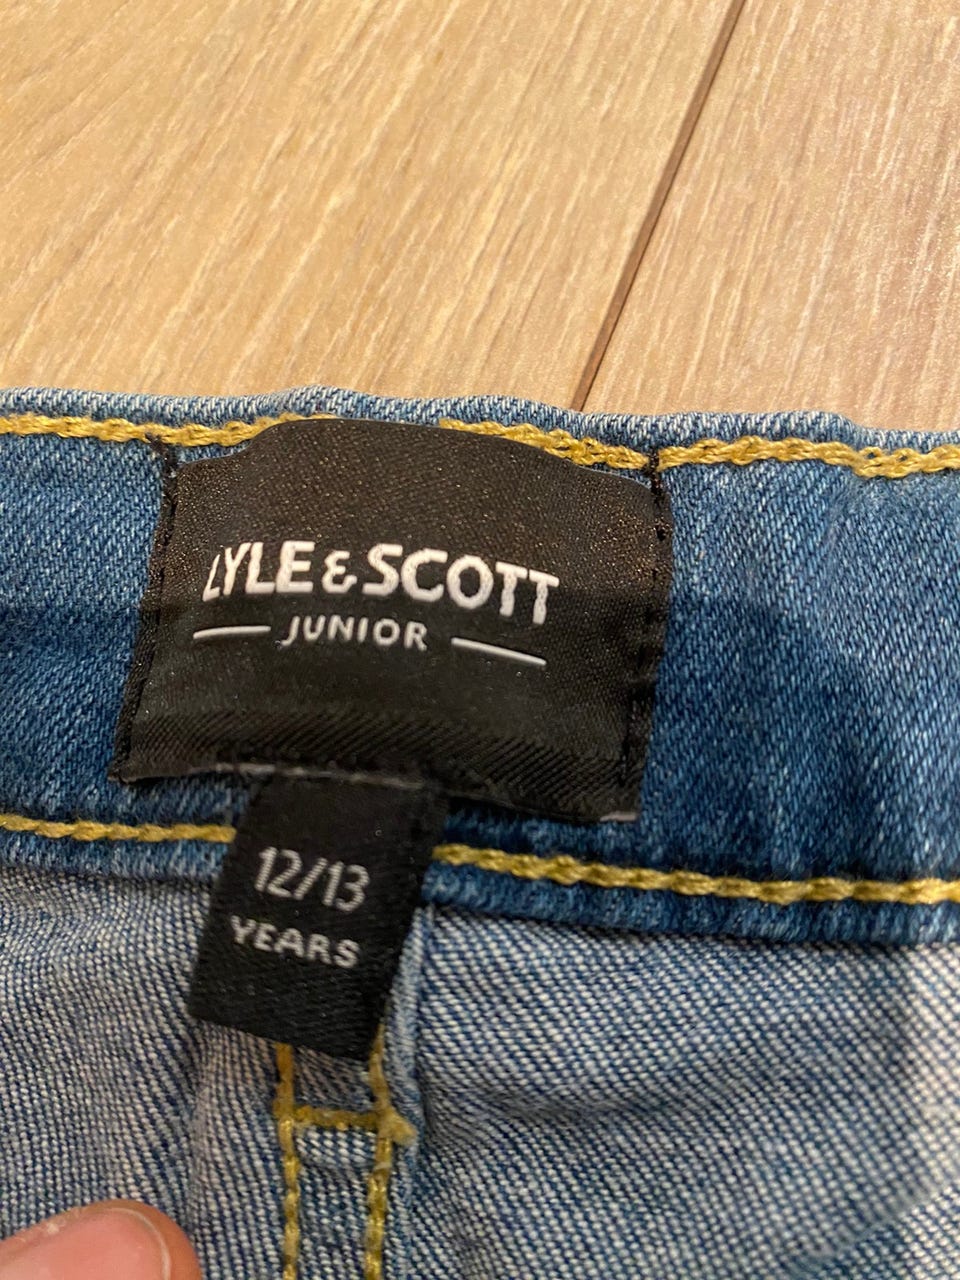 LYLE & SCOTT
JUNIOR
12/13
YEARS